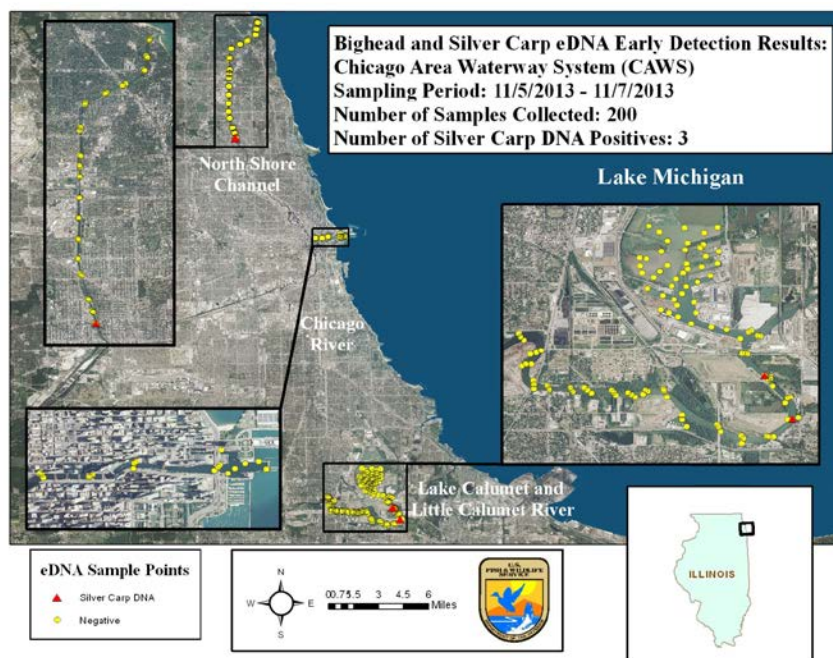 Bighead and Silver Carp eDNA Early Detection Results:
Chicago Area Waterway System (CAWS)
Sampling Period: 11/5/2013 - 11/7/2013
Number of Samples Collected: 200
Number of Silver Carp DNA Positives: 3
North Shore
Channel
Lake Michigan
Chicago
River
Lake Calumet and
Little Calumet River
eDNA Sample Points
Silver Carp DNA
Negative
N
W
E
S
0 0.75 1.5 3 4.5 6
Miles
U.S.
FISH & WILDLIFE
SERVICE
ILLINOIS